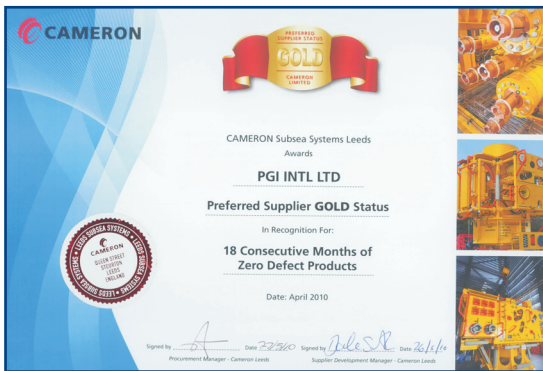 CAMERON
PREFERRED
SUPPLIER STATUS
GOLD
CAMERON
LIMITED
CAMERON Subsea Systems Leeds
Awards
PGI INTL LTD
Preferred Supplier GOLD Status
In Recognition For:
18 Consecutive Months of
Zero Defect Products
Date: April 2010
LEEDS SUBSEA SYSTEMS
CAMERON
QUEEN STREET
STOURTON
LEEDS
ENGLAND
Signed by Date Signed by Date
Procurement Manager - Cameron Leeds
Supplier Development Manager - Cameron Leeds